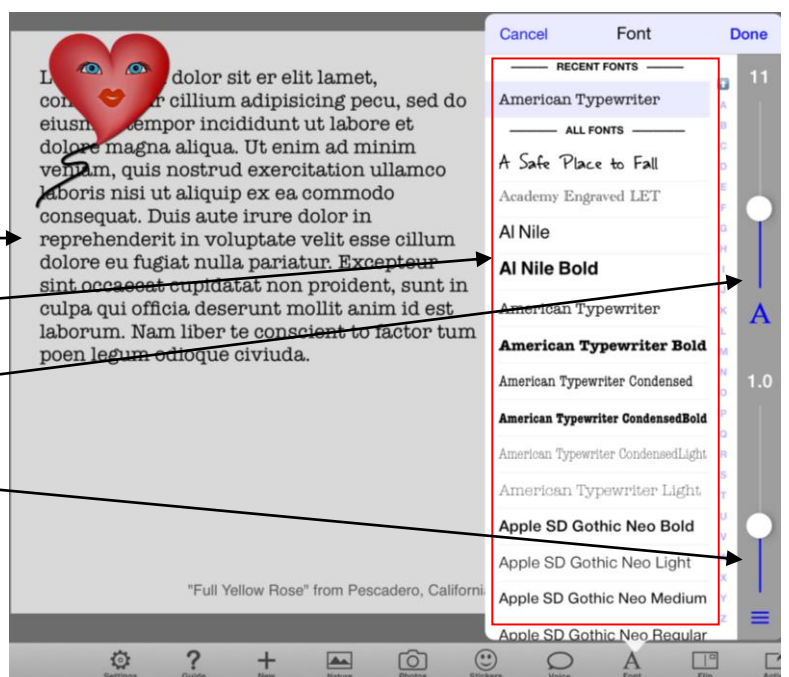 dolor sit er elit lamet,
cillium adipisicing pecu, sed do
tempor incididunt ut labore et
dolore magna aliqua. Ut enim ad minim
veniam, quis nostrud exercitation ullamco
laboris nisi ut aliquip ex ea commodo
consequat. Duis aute irure dolor in
reprehenderit in voluptate velit esse cillum
dolore eu fugiat nulla pariatur. Excepteur
sint occaecat cupidatat non proident, sunt in
culpa qui officia deserunt mollit anim id est
laborum. Nam liber te conscient to factor tum
poen legum odioque civiuda.
"Full Yellow Rose" from Pescadero,
Cancel Font Done
RECENT FONTS
American Typewriter
ALL FONTS
A Safe Place to Fall
Academy Engraved LET
Al Nile
Al Nile Bold
American Typewriter
American Typewriter Bold
American Typewriter Condensed
American Typewriter CondensedBold
American Typewriter CondensedLight
American Typewriter Light
Apple SD Gothic Neo Bold
Apple SD Gothic Neo Light
Apple SD Gothic Neo Medium
Apple SD Gothic Neo Regular
A
B
C
D
E
F
G
H
I
J
K
L
M
N
O
P
Q
R
S
T
U
V
X
Y
Z
11
A
1.0
Settings Guide New Nature Photos Stickers Voice Font Flip